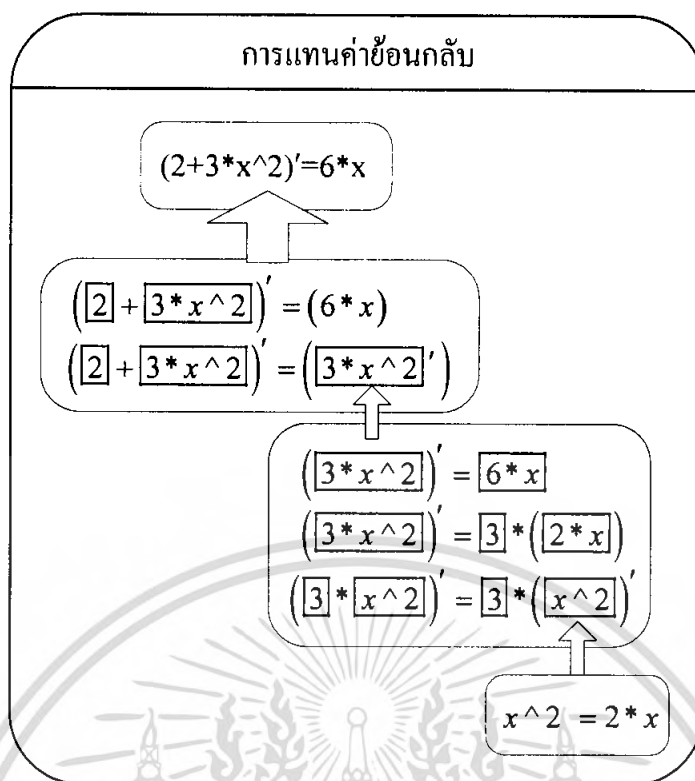 การแทนค่าย้อนกลับ
(2+3*x^2)'=6*x
(2 + 3*x^2)' = (6*x)
(2 + 3*x^2)' = (3*x^2')
(3*x^2)' = 6*x
(3*x^2)' = 3*(2*x)
(3*x^2)' = 3*(x^2)'
x^2 = 2*x